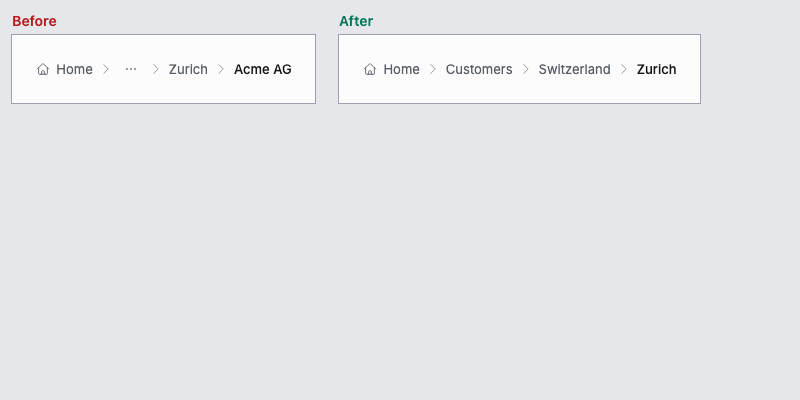 Before
Home > ··· > Zurich > Acme AG
After
Home > Customers > Switzerland > Zurich